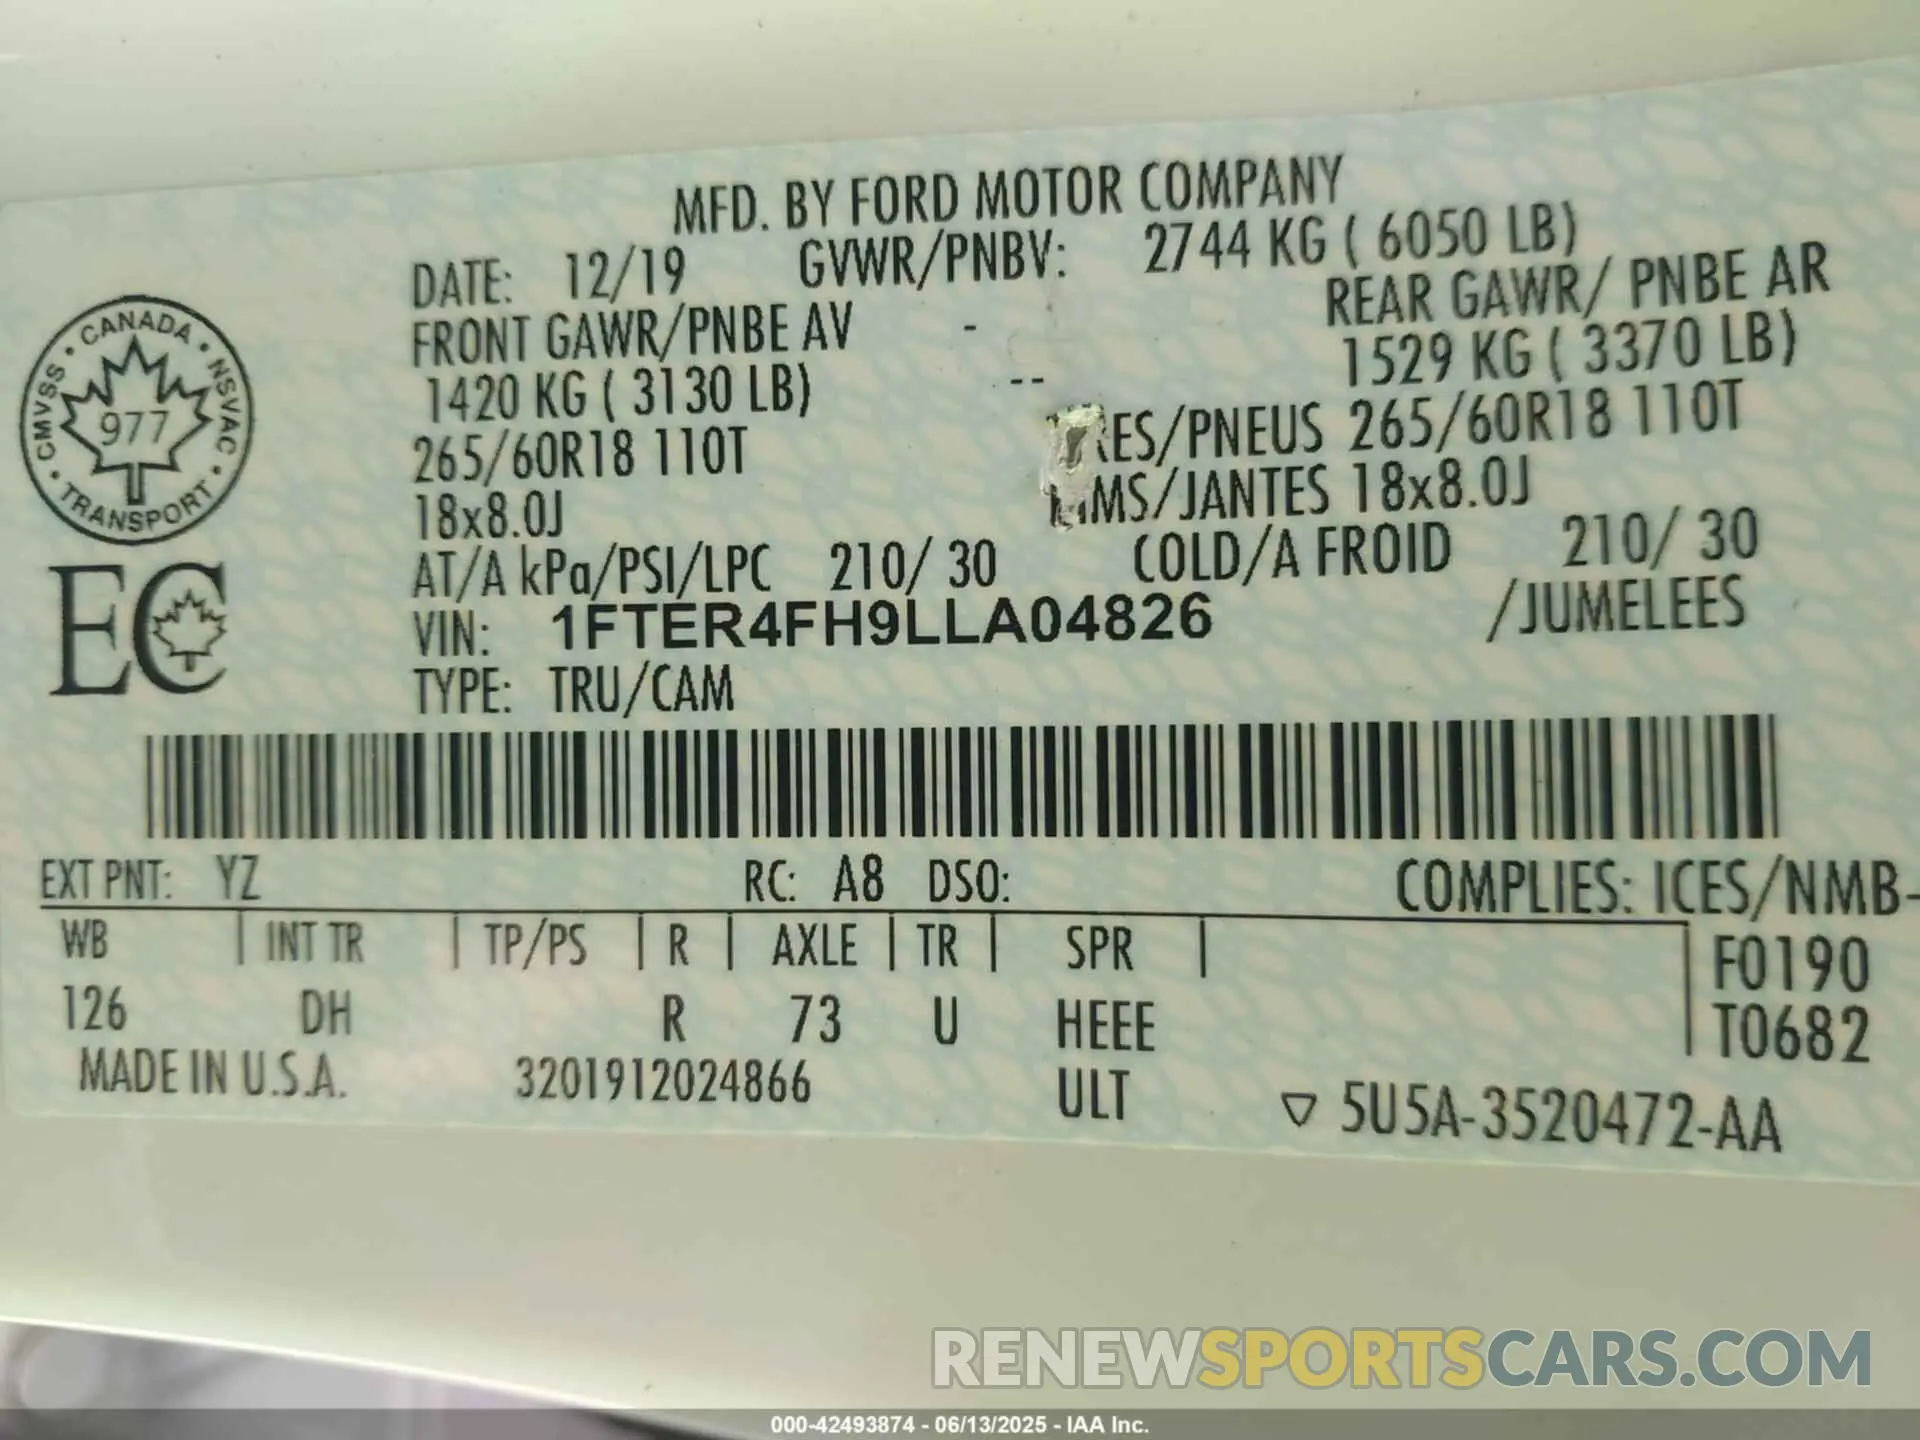 MFD. BY FORD MOTOR COMPANY
DATE: 12/19 GVWR/PNBV: 2744 KG ( 6050 LB)
FRONT GAWR/PNBE AV - REAR GAWR/ PNBE AR
1420 KG ( 3130 LB) -- 1529 KG ( 3370 LB)
265/60R18 110T /PNEUS 265/60R18 110T
18x8.0J /JANTES 18x8.0J
AT/A kPa/PSI/LPC 210/ 30 COLD/A FROID 210/ 30
VIN: 1FTER4FH9LLA04826 /JUMELEES
TYPE: TRU/CAM
CANADA
CMVSS • NSVAC
977
TRANSPORT
EC
EXT PNT: YZ RC: A8 DSO: COMPLIES: ICES/NMB-
WB | INT TR | TP/PS | R | AXLE | TR | SPR | F0190
126 DH R 73 U HEEE T0682
MADE IN U.S.A. 3201912024866 ULT ▽ 5U5A-3520472-AA
RENEWSPORTSCARS.COM
000-42493874 - 06/13/2025 - IAA Inc.